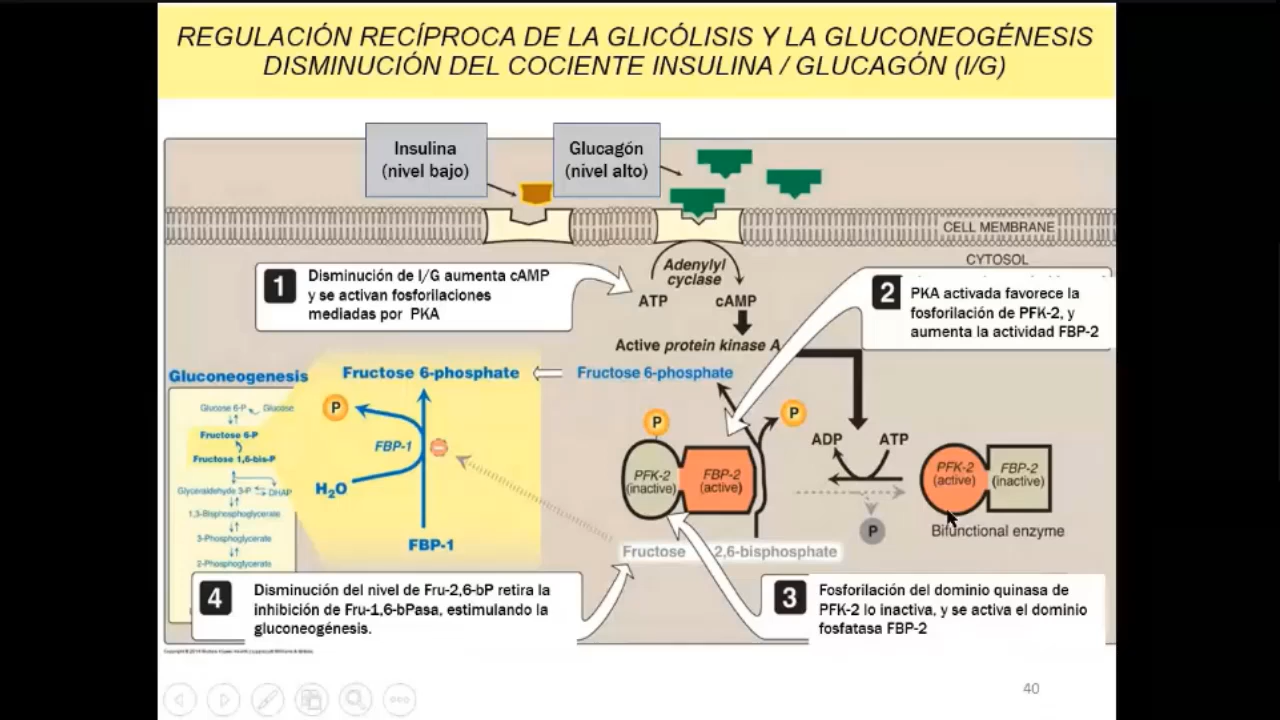 REGULACIÓN RECÍPROCA DE LA GLICÓLISIS Y LA GLUCONEOGÉNESIS
DISMINUCIÓN DEL COCIENTE INSULINA / GLUCAGÓN (I/G)
Insulina
(nivel bajo)
Glucagón
(nivel alto)
CELL MEMBRANE
CYTOSOL
Adenylyl
cyclase
ATP
cAMP
Active protein kinase A
1
Disminución de I/G aumenta cAMP
y se activan fosforilaciones
mediadas por PKA
2
PKA activada favorece la
fosforilación de PFK-2, y
aumenta la actividad FBP-2
Gluconeogenesis
Glucose 6-P
Glucose
Fructose 6-P
Fructose 1,6-bis-P
Glyceraldehyde 3-P
DHAP
1,3-Bisphosphoglycerate
3-Phosphoglycerate
2-Phosphoglycerate
Fructose 6-phosphate
Fructose 6-phosphate
P
FBP-1
H2O
FBP-1
P
P
PFK-2
(inactive)
FBP-2
(active)
ADP
ATP
P
PFK-2
(active)
FBP-2
(inactive)
Bifunctional enzyme
Fructose 2,6-bisphosphate
4
Disminución del nivel de Fru-2,6-bP retira la
inhibición de Fru-1,6-bPasa, estimulando la
gluconeogénesis.
3
Fosforilación del dominio quinasa de
PFK-2 lo inactiva, y se activa el dominio
fosfatasa FBP-2
40